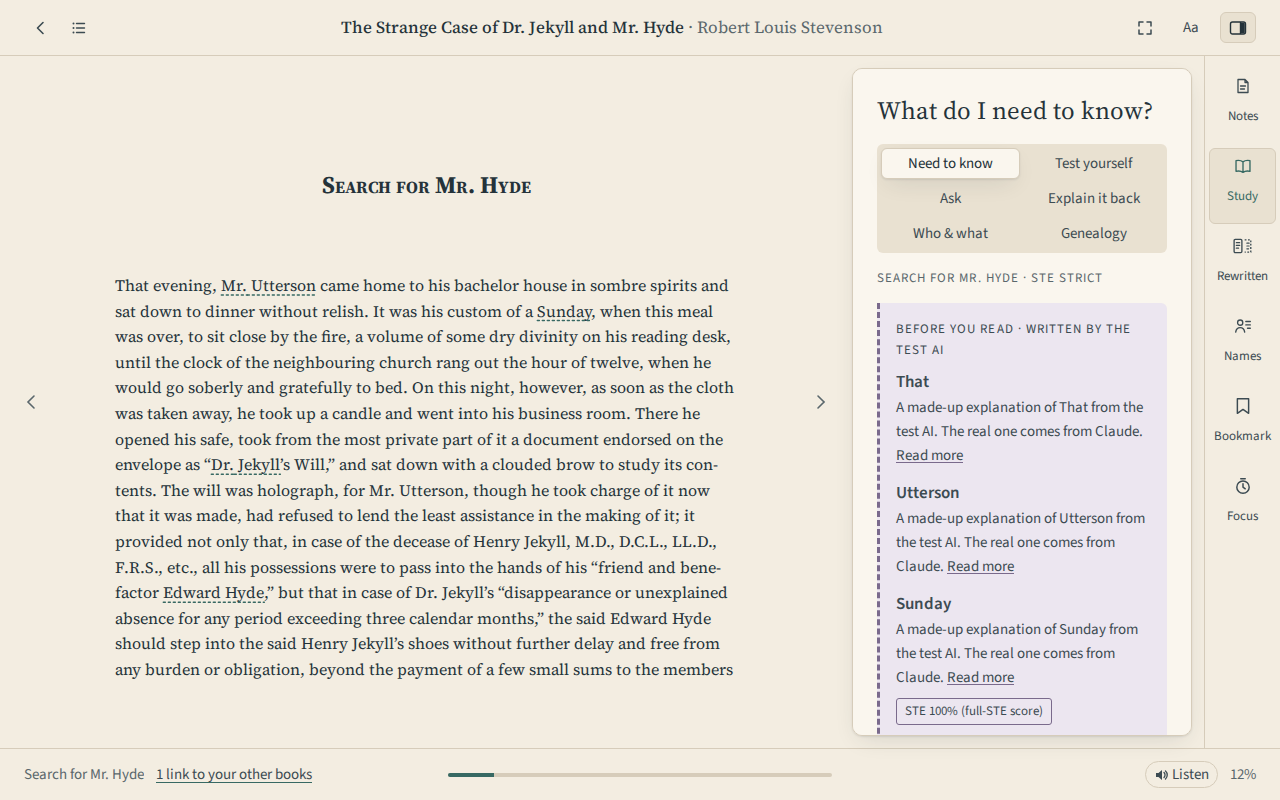 The Strange Case of Dr. Jekyll and Mr. Hyde · Robert Louis Stevenson
Aa
Search for Mr. Hyde
That evening, Mr. Utterson came home to his bachelor house in sombre spirits and
sat down to dinner without relish. It was his custom of a Sunday, when this meal
was over, to sit close by the fire, a volume of some dry divinity on his reading desk,
until the clock of the neighbouring church rang out the hour of twelve, when he
would go soberly and gratefully to bed. On this night, however, as soon as the cloth
was taken away, he took up a candle and went into his business room. There he
opened his safe, took from the most private part of it a document endorsed on the
envelope as “Dr. Jekyll’s Will,” and sat down with a clouded brow to study its con-
tents. The will was holograph, for Mr. Utterson, though he took charge of it now
that it was made, had refused to lend the least assistance in the making of it; it
provided not only that, in case of the decease of Henry Jekyll, M.D., D.C.L., LL.D.,
F.R.S., etc., all his possessions were to pass into the hands of his “friend and bene-
factor Edward Hyde,” but that in case of Dr. Jekyll’s “disappearance or unexplained
absence for any period exceeding three calendar months,” the said Edward Hyde
should step into the said Henry Jekyll’s shoes without further delay and free from
any burden or obligation, beyond the payment of a few small sums to the members
What do I need to know?
Need to know
Test yourself
Ask
Explain it back
Who & what
Genealogy
SEARCH FOR MR. HYDE · STE STRICT
BEFORE YOU READ · WRITTEN BY THE
TEST AI
That
A made-up explanation of That from the
test AI. The real one comes from Claude.
Read more
Utterson
A made-up explanation of Utterson from
the test AI. The real one comes from
Claude. Read more
Sunday
A made-up explanation of Sunday from
the test AI. The real one comes from
Claude. Read more
STE 100% (full-STE score)
Notes
Study
Rewritten
Names
Bookmark
Focus
Search for Mr. Hyde
1 link to your other books
Listen
12%